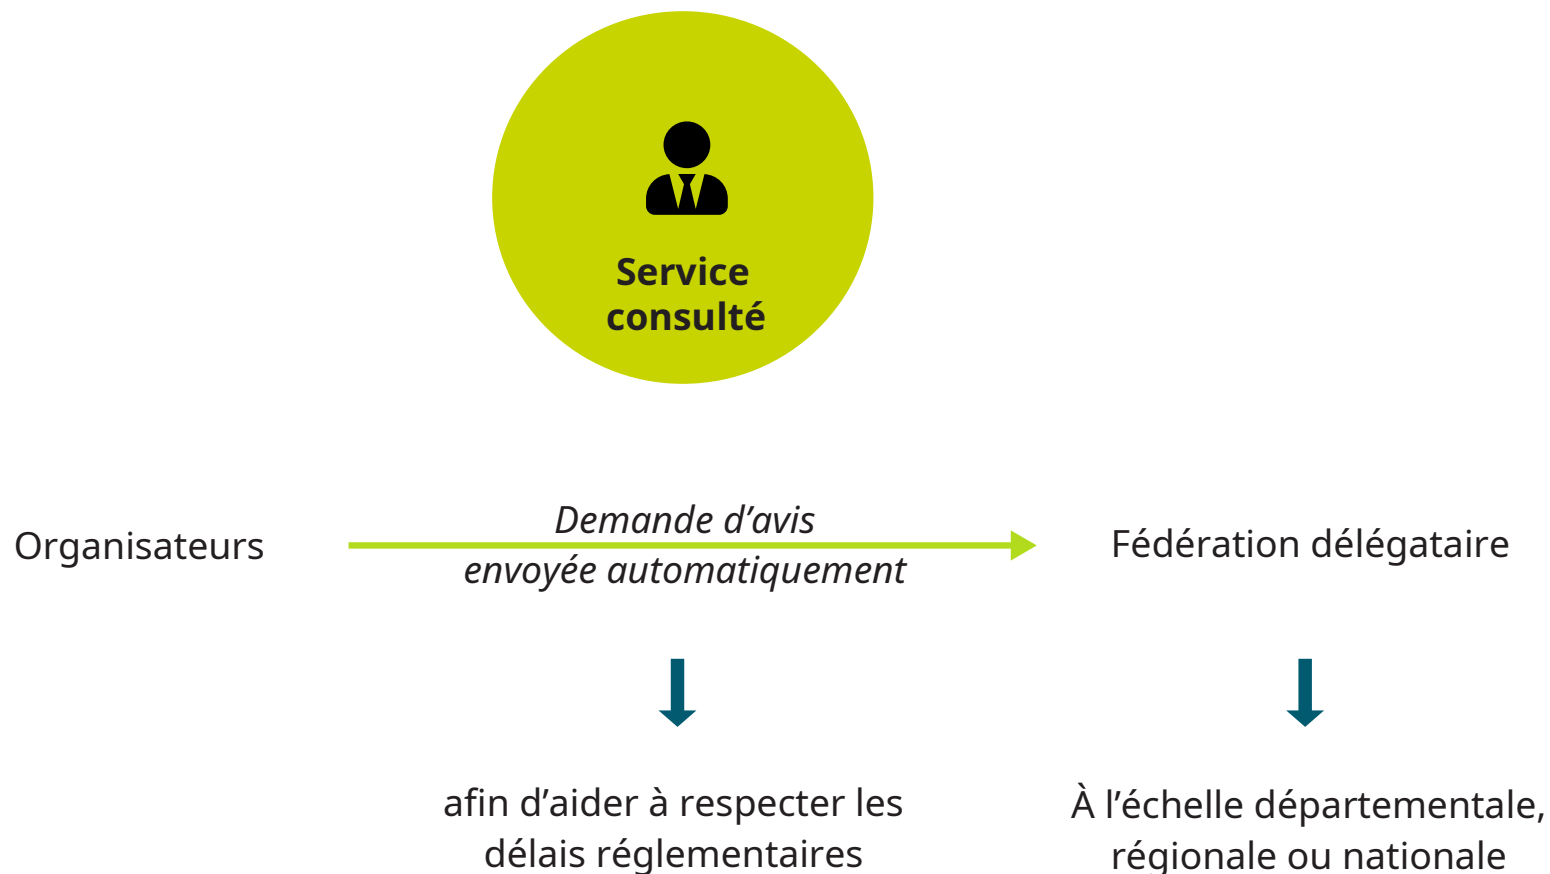 Service
consulté
Organisateurs
Demande d’avis
envoyée automatiquement
Fédération délégataire
afin d’aider à respecter les
délais réglementaires
À l’échelle départementale,
régionale ou nationale